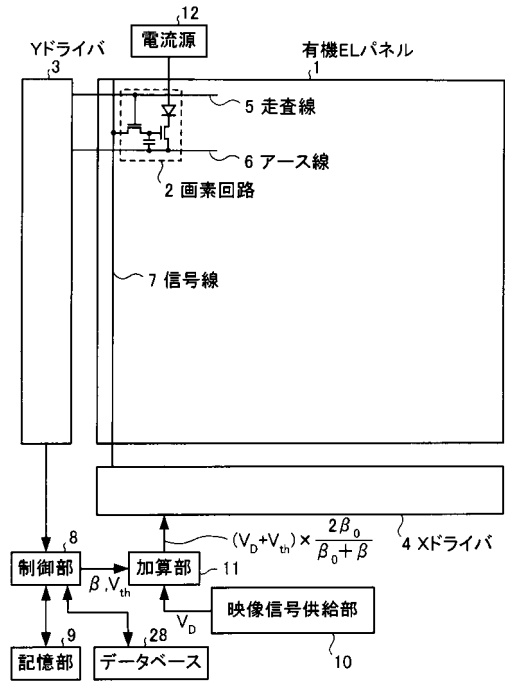 12
電流源
Yドライバ
3
有機ELパネル
1
5 走査線
6 アース線
2 画素回路
7 信号線
(V_D+V_th)×2β_0/(β_0+β)
4 Xドライバ
8
制御部
β,V_th
加算部
11
V_D
映像信号供給部
10
9
記憶部
28
データベース